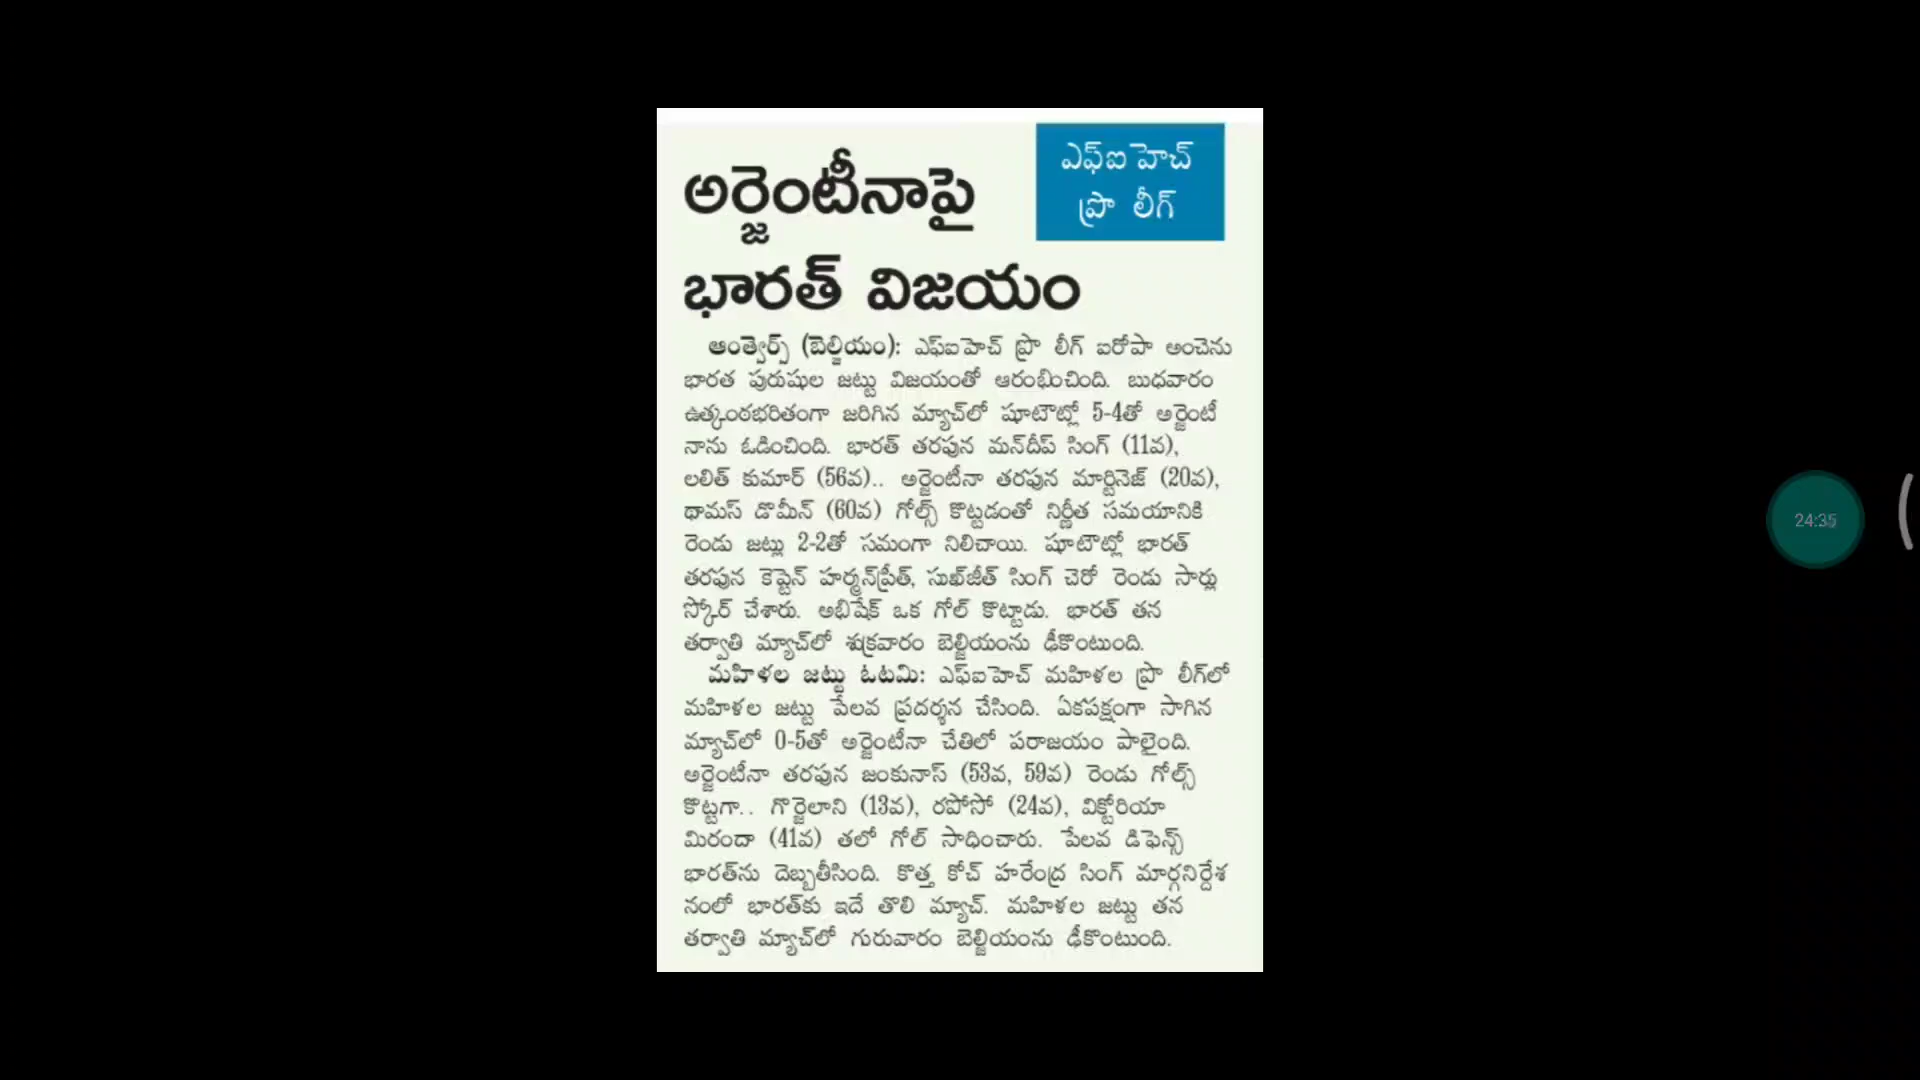 అర్జెంటీనాపై
ఎఫ్ఐహెచ్
ప్రొ లీగ్
భారత్ విజయం
ఆంత్వెర్ప్ (బెల్జియం): ఎఫ్ఐహెచ్ ప్రొ లీగ్ ఐరోపా అంచెను
భారత పురుషుల జట్టు విజయంతో ఆరంభించింది. బుధవారం
ఉత్కంఠభరితంగా జరిగిన మ్యాచ్‌లో షూటౌట్లో 5-4తో అర్జెంటీ
నాను ఓడించింది. భారత్ తరఫున మన్‌దీప్ సింగ్ (11వ),
లలిత్ కుమార్ (56వ).. అర్జెంటీనా తరఫున మార్టినెజ్ (20వ),
థామస్ డొమీన్ (60వ) గోల్స్ కొట్టడంతో నిర్ణీత సమయానికి
రెండు జట్లు 2-2తో సమంగా నిలిచాయి. షూటౌట్లో భారత్
తరఫున కెప్టెన్ హర్మన్‌ప్రీత్, సుఖ్‌జీత్ సింగ్ చెరో రెండు సార్లు
స్కోర్ చేశారు. అభిషేక్ ఒక గోల్ కొట్టాడు. భారత్ తన
తర్వాతి మ్యాచ్‌లో శుక్రవారం బెల్జియంను ఢీకొంటుంది.
మహిళల జట్టు ఓటమి: ఎఫ్ఐహెచ్ మహిళల ప్రొ లీగ్‌లో
మహిళల జట్టు పేలవ ప్రదర్శన చేసింది. ఏకపక్షంగా సాగిన
మ్యాచ్‌లో 0-5తో అర్జెంటీనా చేతిలో పరాజయం పాలైంది.
అర్జెంటీనా తరఫున జంకునాస్ (53వ, 59వ) రెండు గోల్స్
కొట్టగా.. గొర్జెలాని (13వ), రపోసో (24వ), విక్టోరియా
మిరందా (41వ) తలో గోల్ సాధించారు. పేలవ డిఫెన్స్
భారత్‌ను దెబ్బతీసింది. కొత్త కోచ్ హరేంద్ర సింగ్ మార్గనిర్దేశ
నంలో భారత్‌కు ఇదే తొలి మ్యాచ్. మహిళల జట్టు తన
తర్వాతి మ్యాచ్‌లో గురువారం బెల్జియంను ఢీకొంటుంది.
24:35